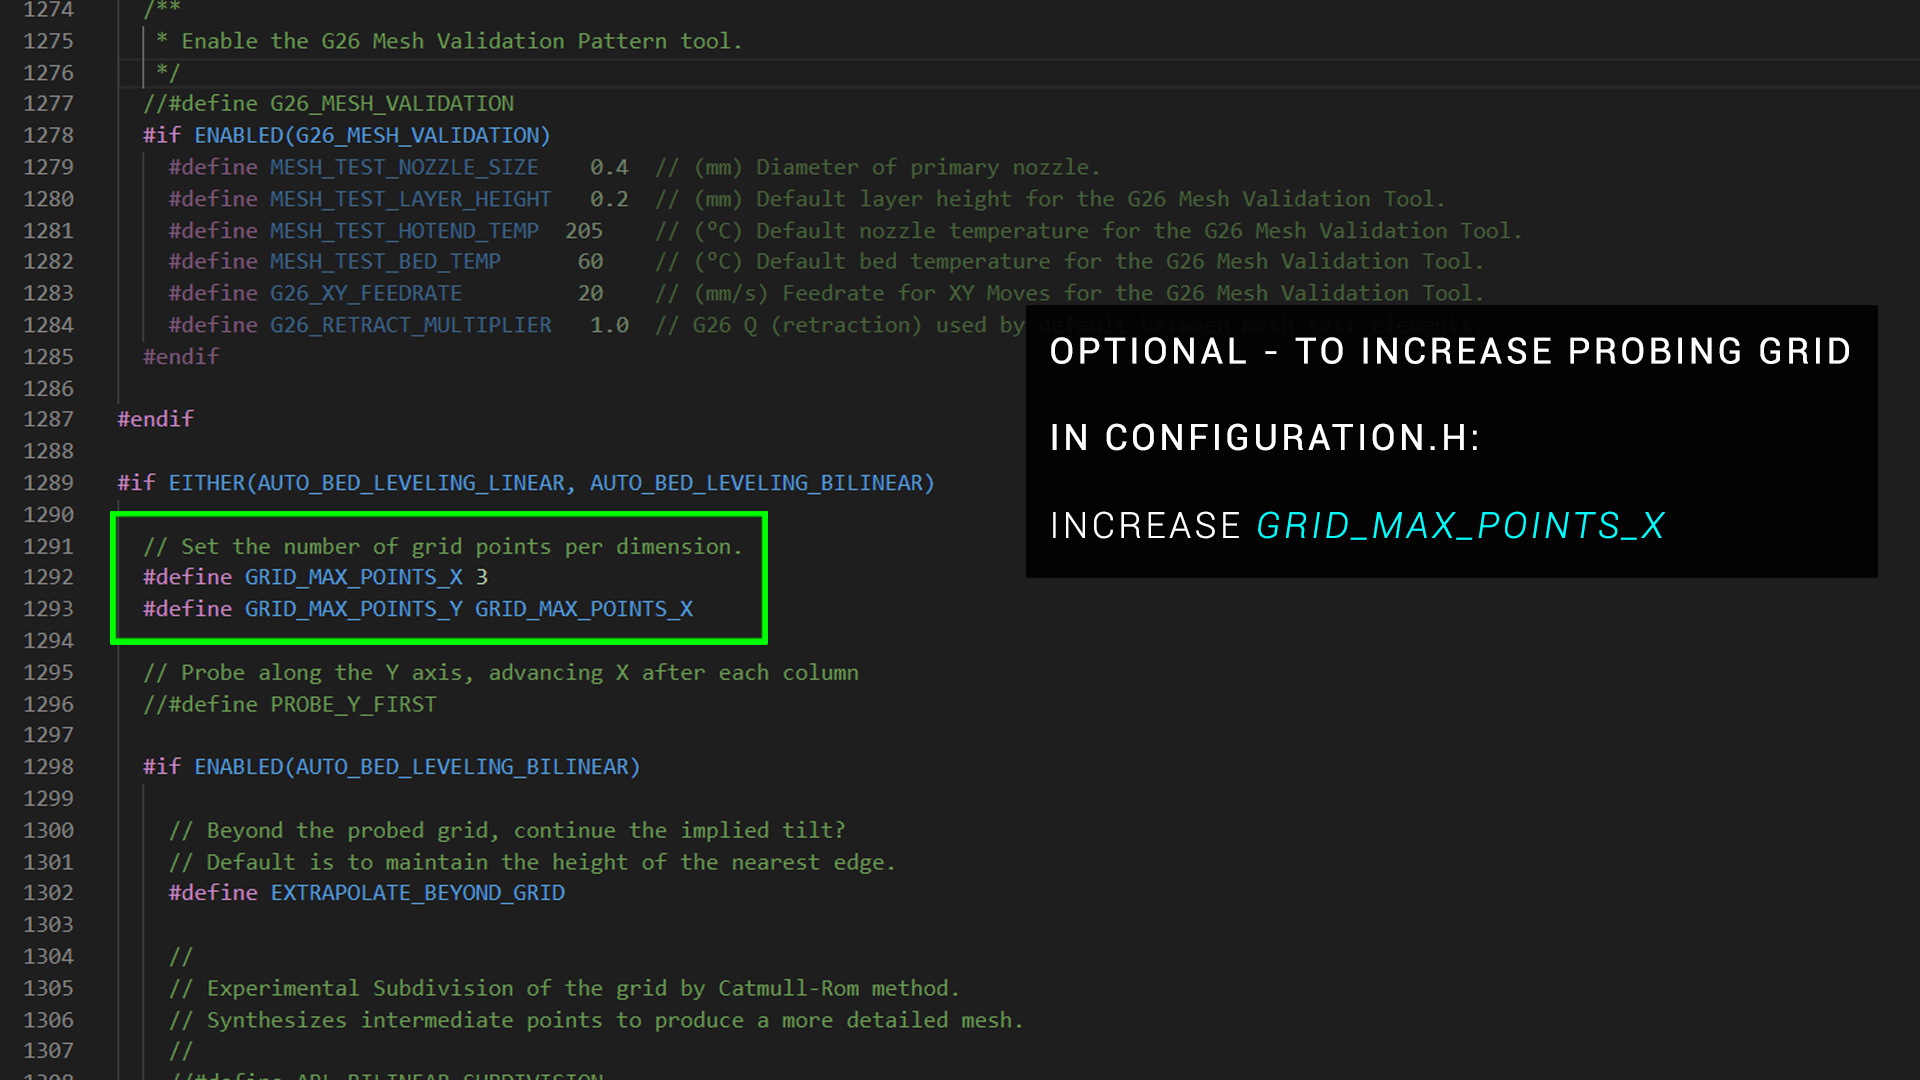 1274 /**
1275 * Enable the G26 Mesh Validation Pattern tool.
1276 */
1277 //#define G26_MESH_VALIDATION
1278 #if ENABLED(G26_MESH_VALIDATION)
1279 #define MESH_TEST_NOZZLE_SIZE 0.4 // (mm) Diameter of primary nozzle.
1280 #define MESH_TEST_LAYER_HEIGHT 0.2 // (mm) Default layer height for the G26 Mesh Validation Tool.
1281 #define MESH_TEST_HOTEND_TEMP 205 // (°C) Default nozzle temperature for the G26 Mesh Validation Tool.
1282 #define MESH_TEST_BED_TEMP 60 // (°C) Default bed temperature for the G26 Mesh Validation Tool.
1283 #define G26_XY_FEEDRATE 20 // (mm/s) Feedrate for XY Moves for the G26 Mesh Validation Tool.
1284 #define G26_RETRACT_MULTIPLIER 1.0 // G26 Q (retraction) used by default between mesh test elements.
1285 #endif
1286
1287 #endif
1288
1289 #if EITHER(AUTO_BED_LEVELING_LINEAR, AUTO_BED_LEVELING_BILINEAR)
1290
1291 // Set the number of grid points per dimension.
1292 #define GRID_MAX_POINTS_X 3
1293 #define GRID_MAX_POINTS_Y GRID_MAX_POINTS_X
1294
1295 // Probe along the Y axis, advancing X after each column
1296 //#define PROBE_Y_FIRST
1297
1298 #if ENABLED(AUTO_BED_LEVELING_BILINEAR)
1299
1300 // Beyond the probed grid, continue the implied tilt?
1301 // Default is to maintain the height of the nearest edge.
1302 #define EXTRAPOLATE_BEYOND_GRID
1303
1304 //
1305 // Experimental Subdivision of the grid by Catmull-Rom method.
1306 // Synthesizes intermediate points to produce a more detailed mesh.
1307 //
1308 //#define ABL_BILINEAR_SUBDIVISION
OPTIONAL - TO INCREASE PROBING GRID
IN CONFIGURATION.H:
INCREASE GRID_MAX_POINTS_X